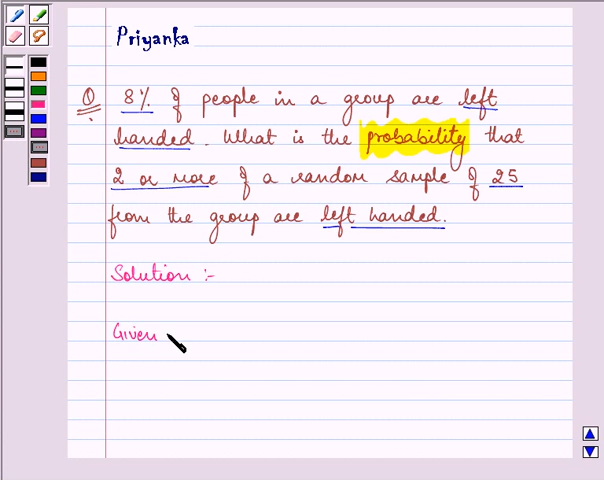 Priyanka
Q 8% of people in a group are left
handed. What is the probability that
2 or more of a random sample of 25
from the group are left handed.
Solution :-
Given